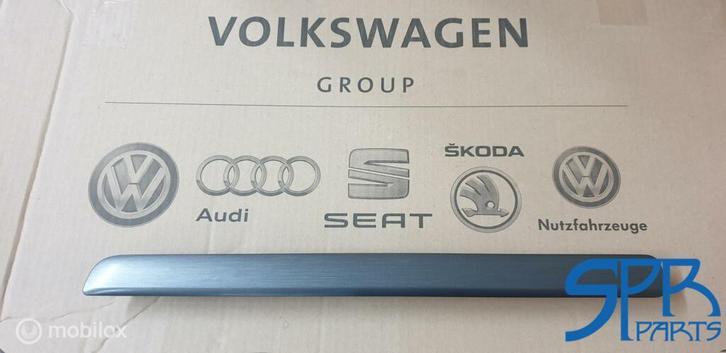 VOLKSWAGEN
GROUP
Audi
SEAT
ŠKODA
Nutzfahrzeuge
SPR
PARTS
mobilox